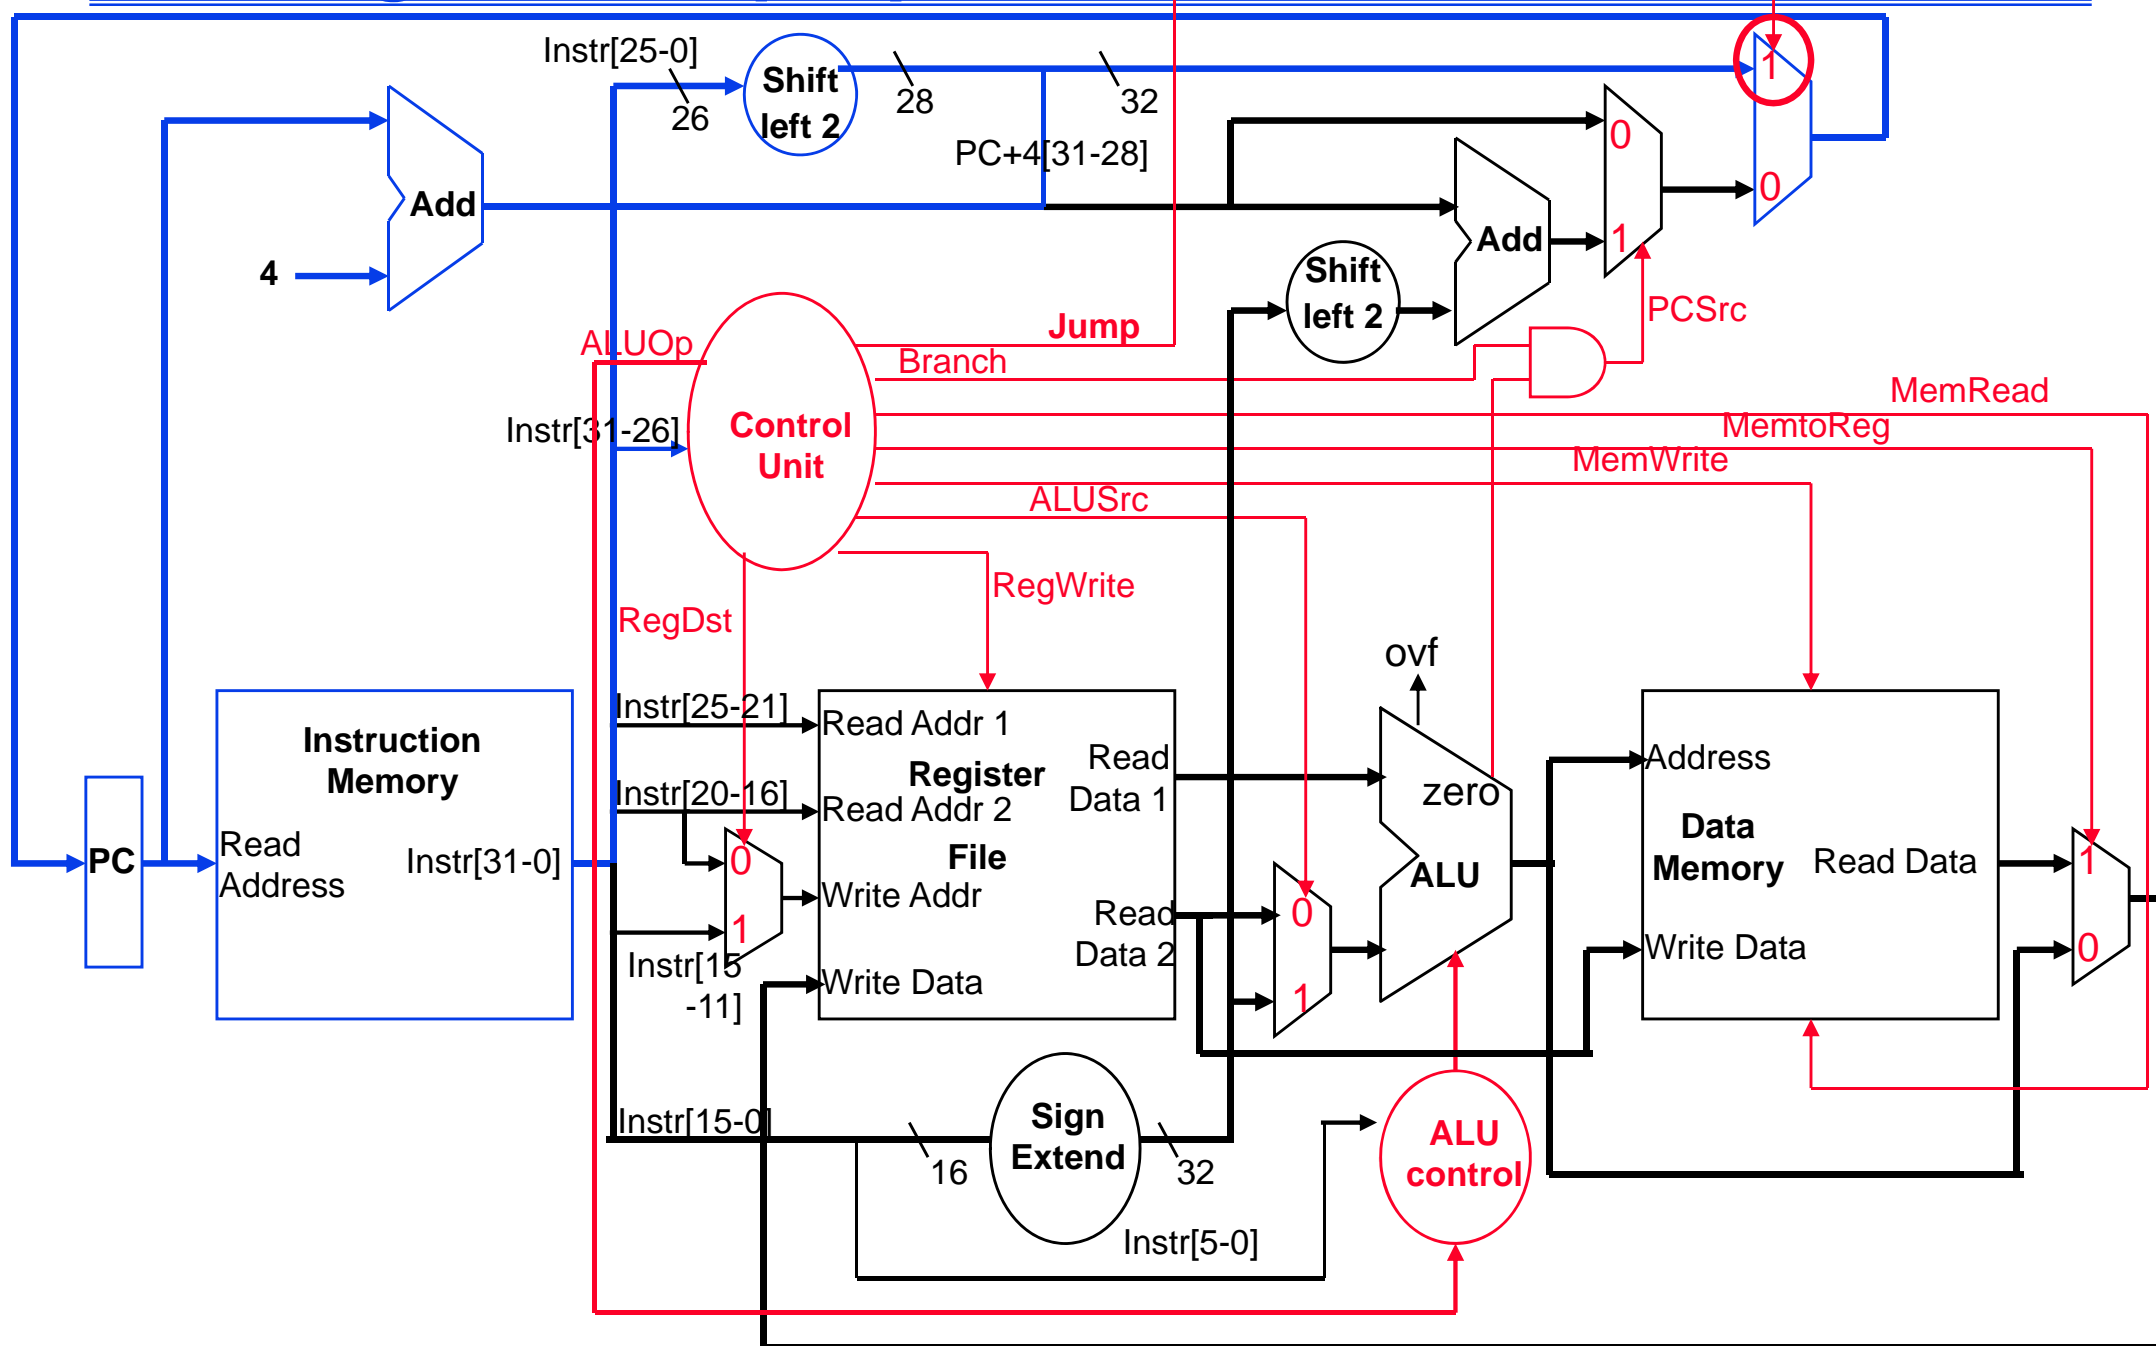 Instr[25-0]
26
Shift
left 2
28
32
1
0
PC+4[31-28]
0
1
Add
4
Add
Shift
left 2
PCSrc
ALUOp
Jump
Branch
MemRead
Instr[31-26]
Control
Unit
MemtoReg
MemWrite
ALUSrc
RegWrite
RegDst
ovf
Instr[25-21]
Read Addr 1
Instruction
Memory
Register
Read
Data 1
zero
Address
Instr[20-16]
Read Addr 2
Data
Memory
PC
Read
Address
Instr[31-0]
0
1
File
ALU
Read Data
1
0
Write Addr
Read
Data 2
0
1
Write Data
Instr[15
-11]
Write Data
Instr[15-0]
16
Sign
Extend
32
ALU
control
Instr[5-0]